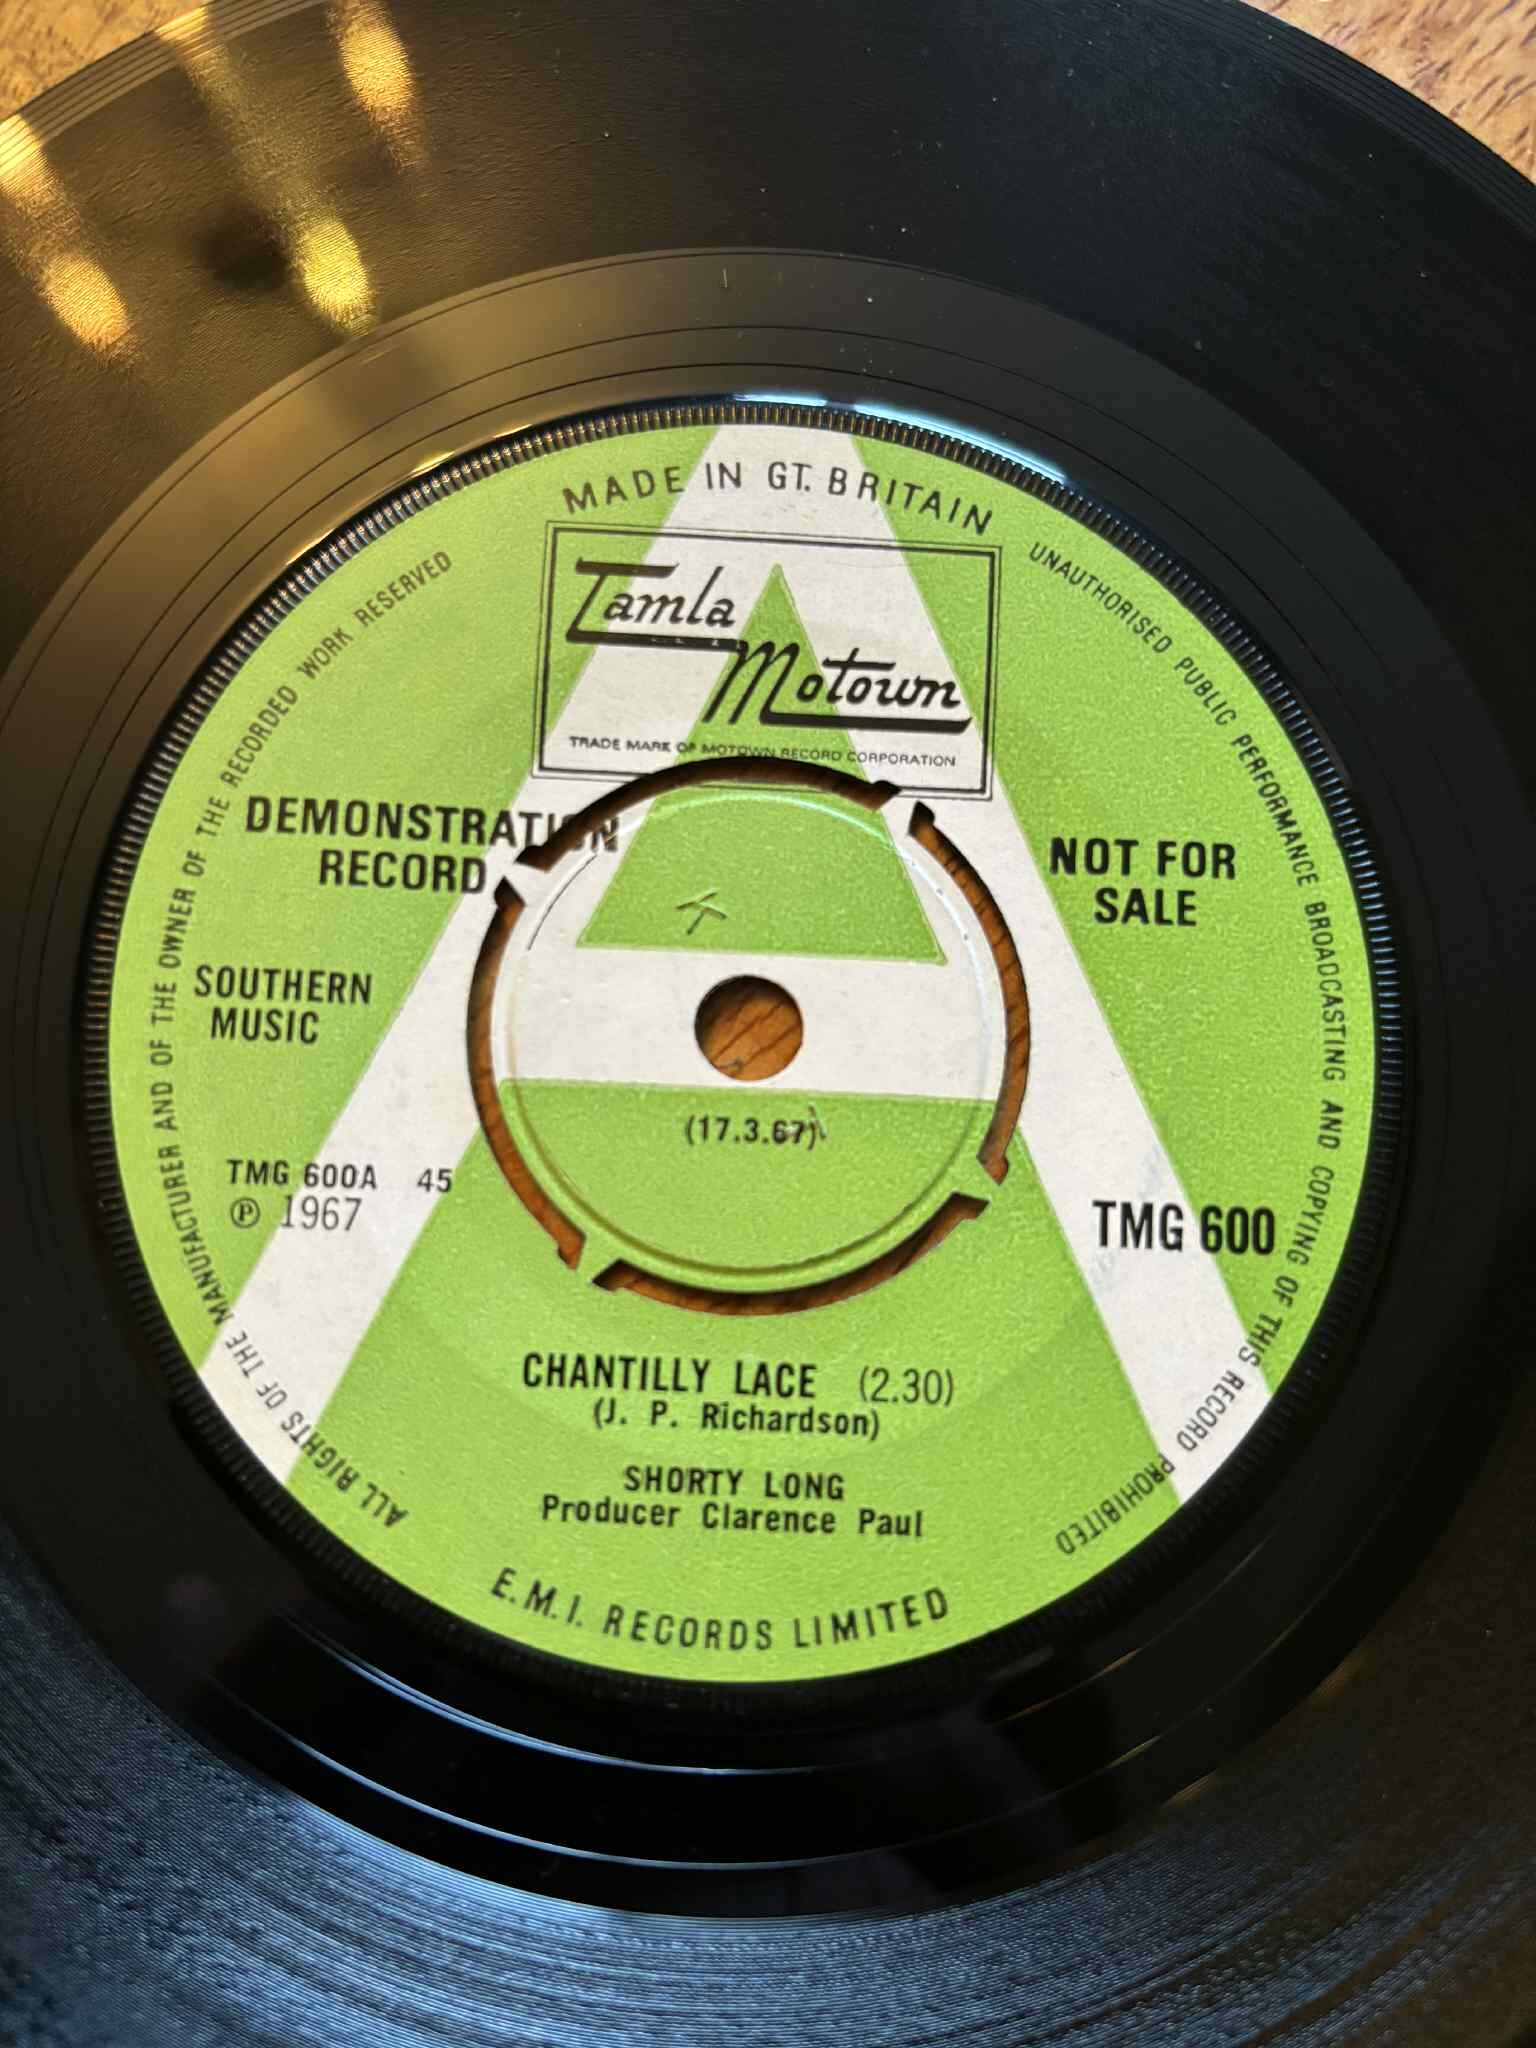 MADE IN GT. BRITAIN
Tamla
Motown
TRADE MARK OF MOTOWN RECORD CORPORATION
UNAUTHORISED PUBLIC PERFORMANCE BROADCASTING AND COPYING OF THIS RECORD PROHIBITED
ALL RIGHTS OF THE MANUFACTURER AND OF THE OWNER OF THE RECORDED WORK RESERVED
A
DEMONSTRATION
RECORD
NOT FOR
SALE
SOUTHERN
MUSIC
(17.3.67)
TMG 600A 45
℗ 1967
TMG 600
CHANTILLY LACE (2.30)
(J. P. Richardson)
SHORTY LONG
Producer Clarence Paul
E.M.I. RECORDS LIMITED